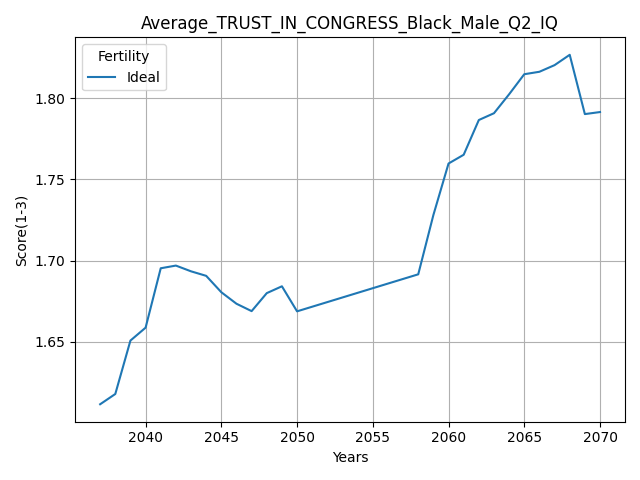 Average_TRUST_IN_CONGRESS_Black_Male_Q2_IQ
Fertility
Ideal
Score(1-3)
1.80
1.75
1.70
1.65
2040 2045 2050 2055 2060 2065 2070
Years